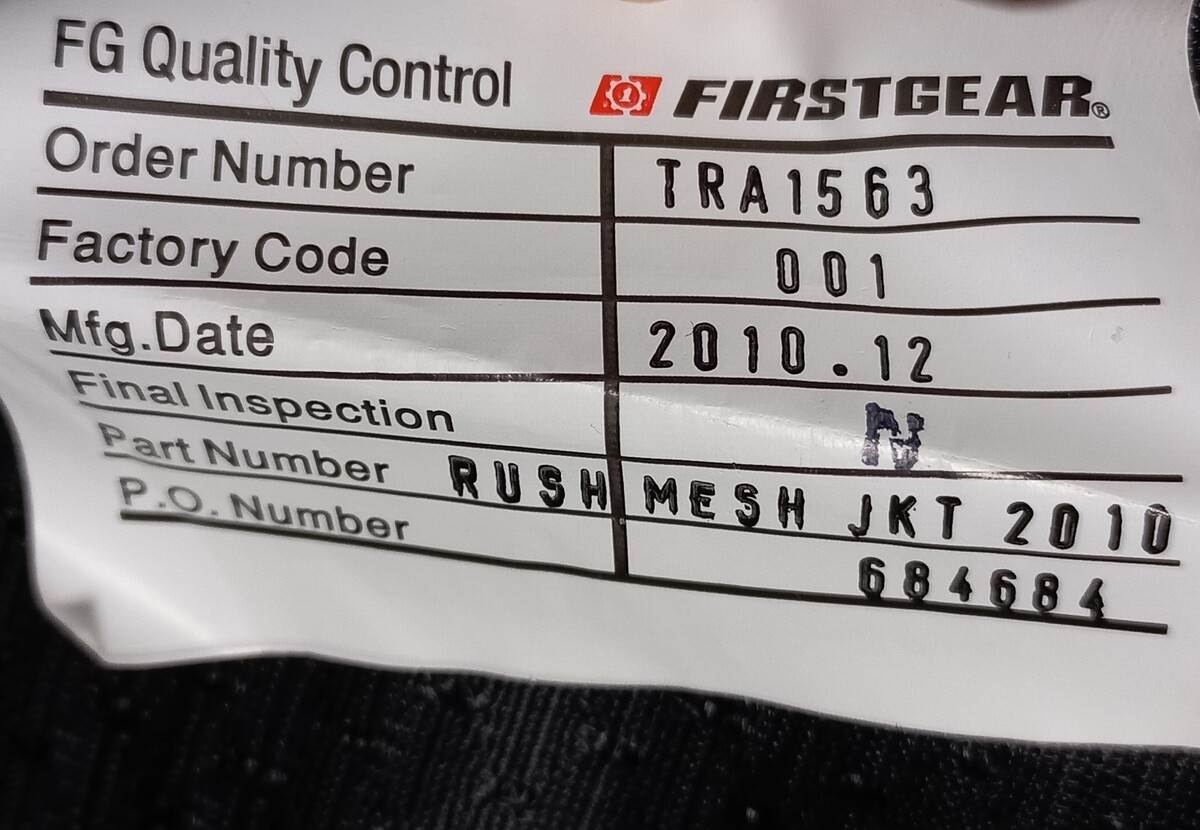 FG Quality Control FIRSTGEAR®
Order Number TRA1563
Factory Code 001
Mfg.Date 2010.12
Final Inspection N
Part Number RUSH MESH JKT 2010
P.O. Number 684684